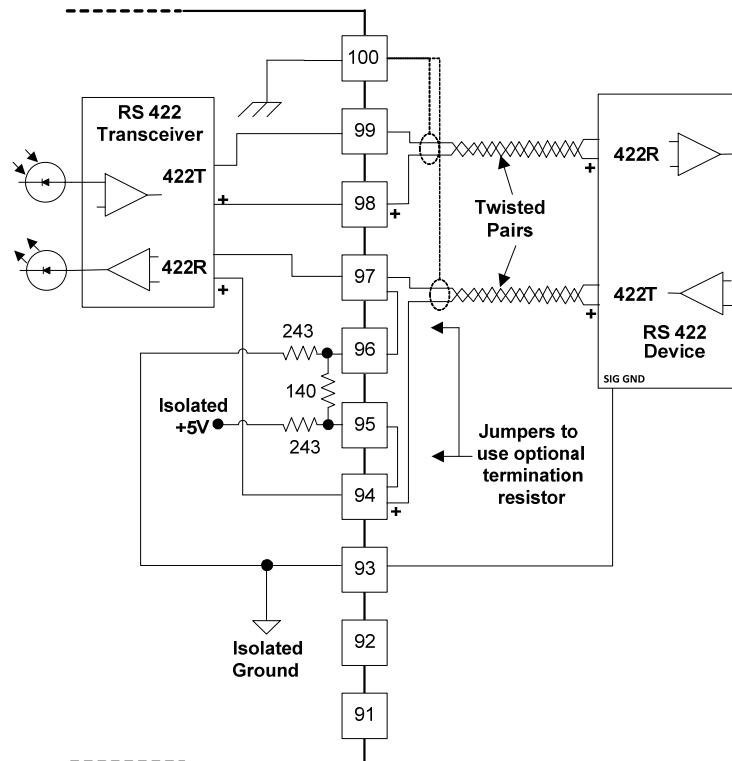 100
RS 422
Transceiver
99
422T
+
98
+
422R
+
97
243
96
140
Isolated
+5V
95
243
94
+
93
Isolated
Ground
92
91
Twisted
Pairs
422R
+
422T
+
RS 422
Device
SIG GND
Jumpers to
use optional
termination
resistor